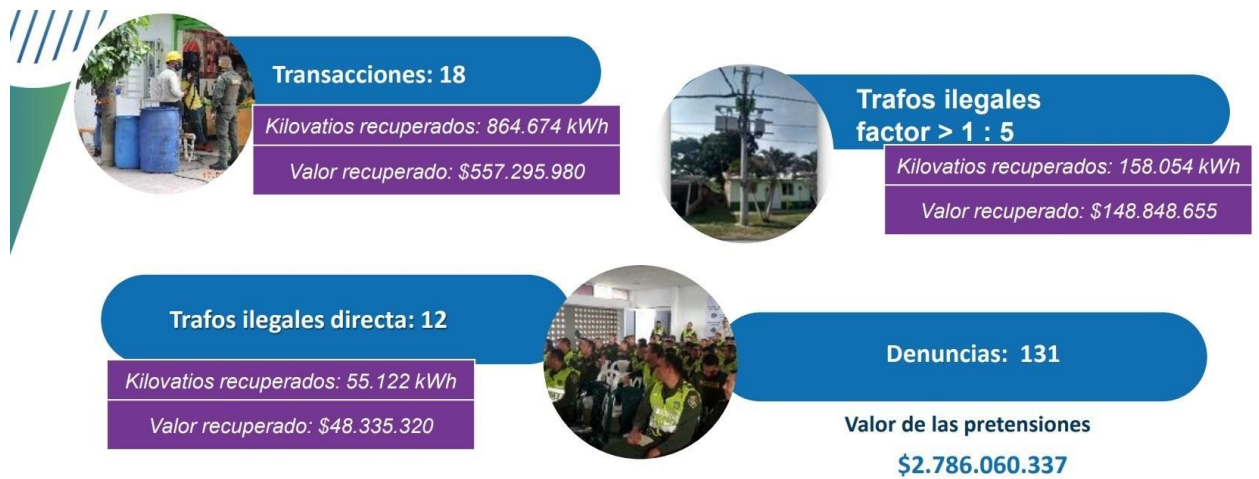 Transacciones: 18
Kilovatios recuperados: 864.674 kWh
Valor recuperado: $557.295.980
Trafos ilegales
factor > 1 : 5
Kilovatios recuperados: 158.054 kWh
Valor recuperado: $148.848.655
Trafos ilegales directa: 12
Kilovatios recuperados: 55.122 kWh
Valor recuperado: $48.335.320
Denuncias: 131
Valor de las pretensiones
$2.786.060.337